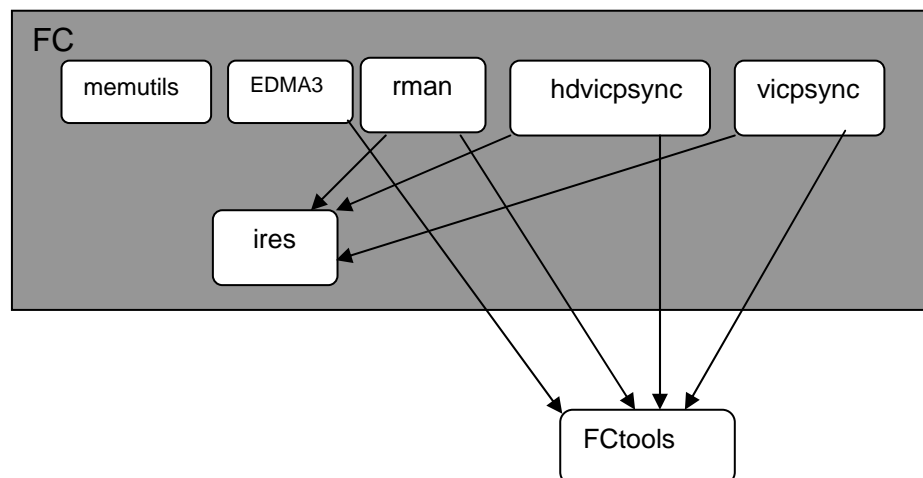 FC
memutils
EDMA3
rman
hdvicpsync
vicpsync
ires
FCtools